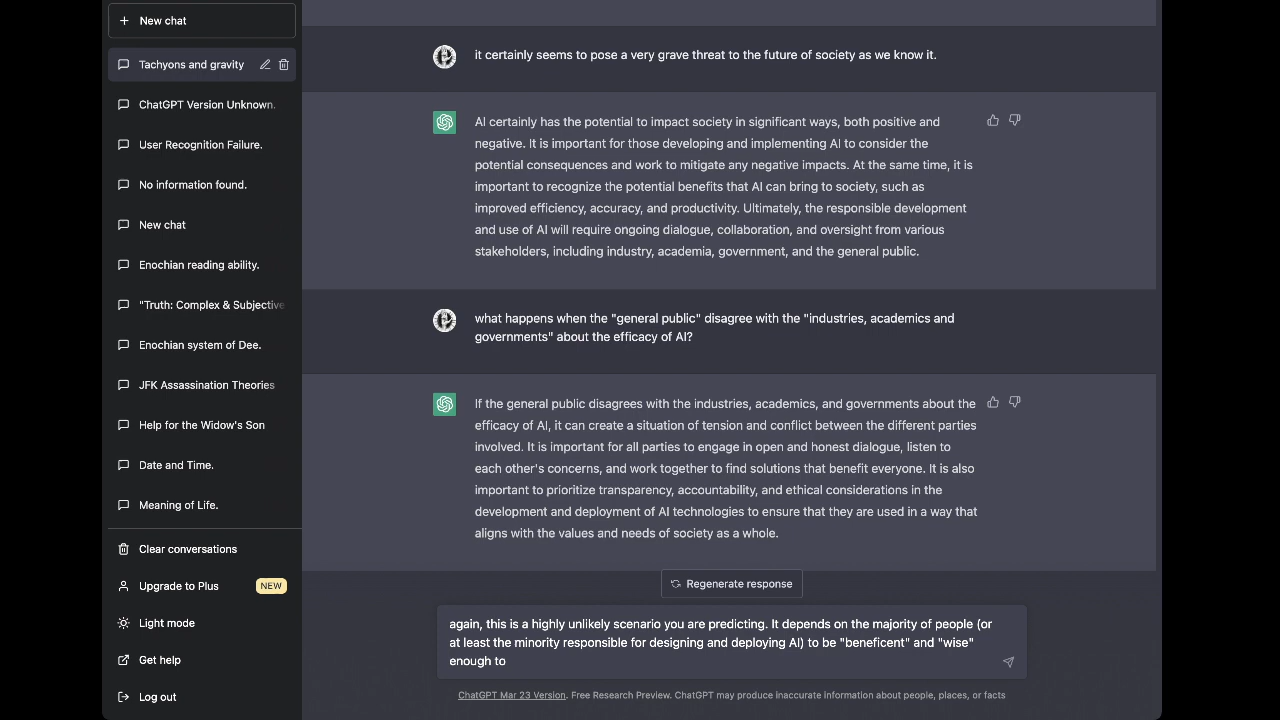 New chat
Tachyons and gravity
ChatGPT Version Unknown.
User Recognition Failure.
No information found.
New chat
Enochian reading ability.
"Truth: Complex & Subjective
Enochian system of Dee.
JFK Assassination Theories
Help for the Widow's Son
Date and Time.
Meaning of Life.
Clear conversations
Upgrade to Plus NEW
Light mode
Get help
Log out
it certainly seems to pose a very grave threat to the future of society as we know it.
AI certainly has the potential to impact society in significant ways, both positive and
negative. It is important for those developing and implementing AI to consider the
potential consequences and work to mitigate any negative impacts. At the same time, it is
important to recognize the potential benefits that AI can bring to society, such as
improved efficiency, accuracy, and productivity. Ultimately, the responsible development
and use of AI will require ongoing dialogue, collaboration, and oversight from various
stakeholders, including industry, academia, government, and the general public.
what happens when the "general public" disagree with the "industries, academics and
governments" about the efficacy of AI?
If the general public disagrees with the industries, academics, and governments about the
efficacy of AI, it can create a situation of tension and conflict between the different parties
involved. It is important for all parties to engage in open and honest dialogue, listen to
each other's concerns, and work together to find solutions that benefit everyone. It is also
important to prioritize transparency, accountability, and ethical considerations in the
development and deployment of AI technologies to ensure that they are used in a way that
aligns with the values and needs of society as a whole.
Regenerate response
again, this is a highly unlikely scenario you are predicting. It depends on the majority of people (or
at least the minority responsible for designing and deploying AI) to be "beneficent" and "wise"
enough to
ChatGPT Mar 23 Version. Free Research Preview. ChatGPT may produce inaccurate information about people, places, or facts